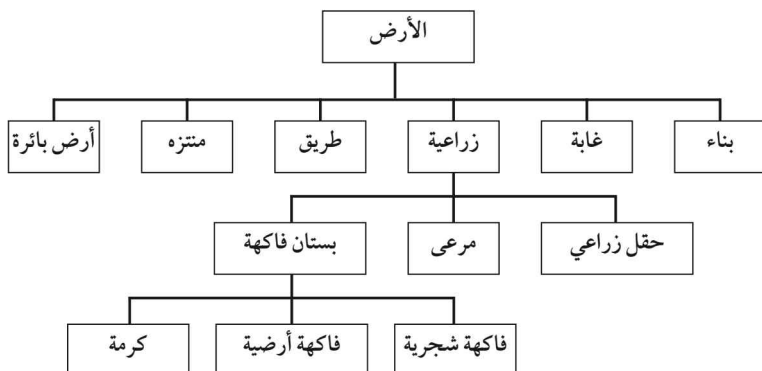 الأرض
بناء
غابة
زراعية
طريق
منتزه
أرض بائرة
حقل زراعي
مرعى
بستان فاكهة
فاكهة شجرية
فاكهة أرضية
كرمة